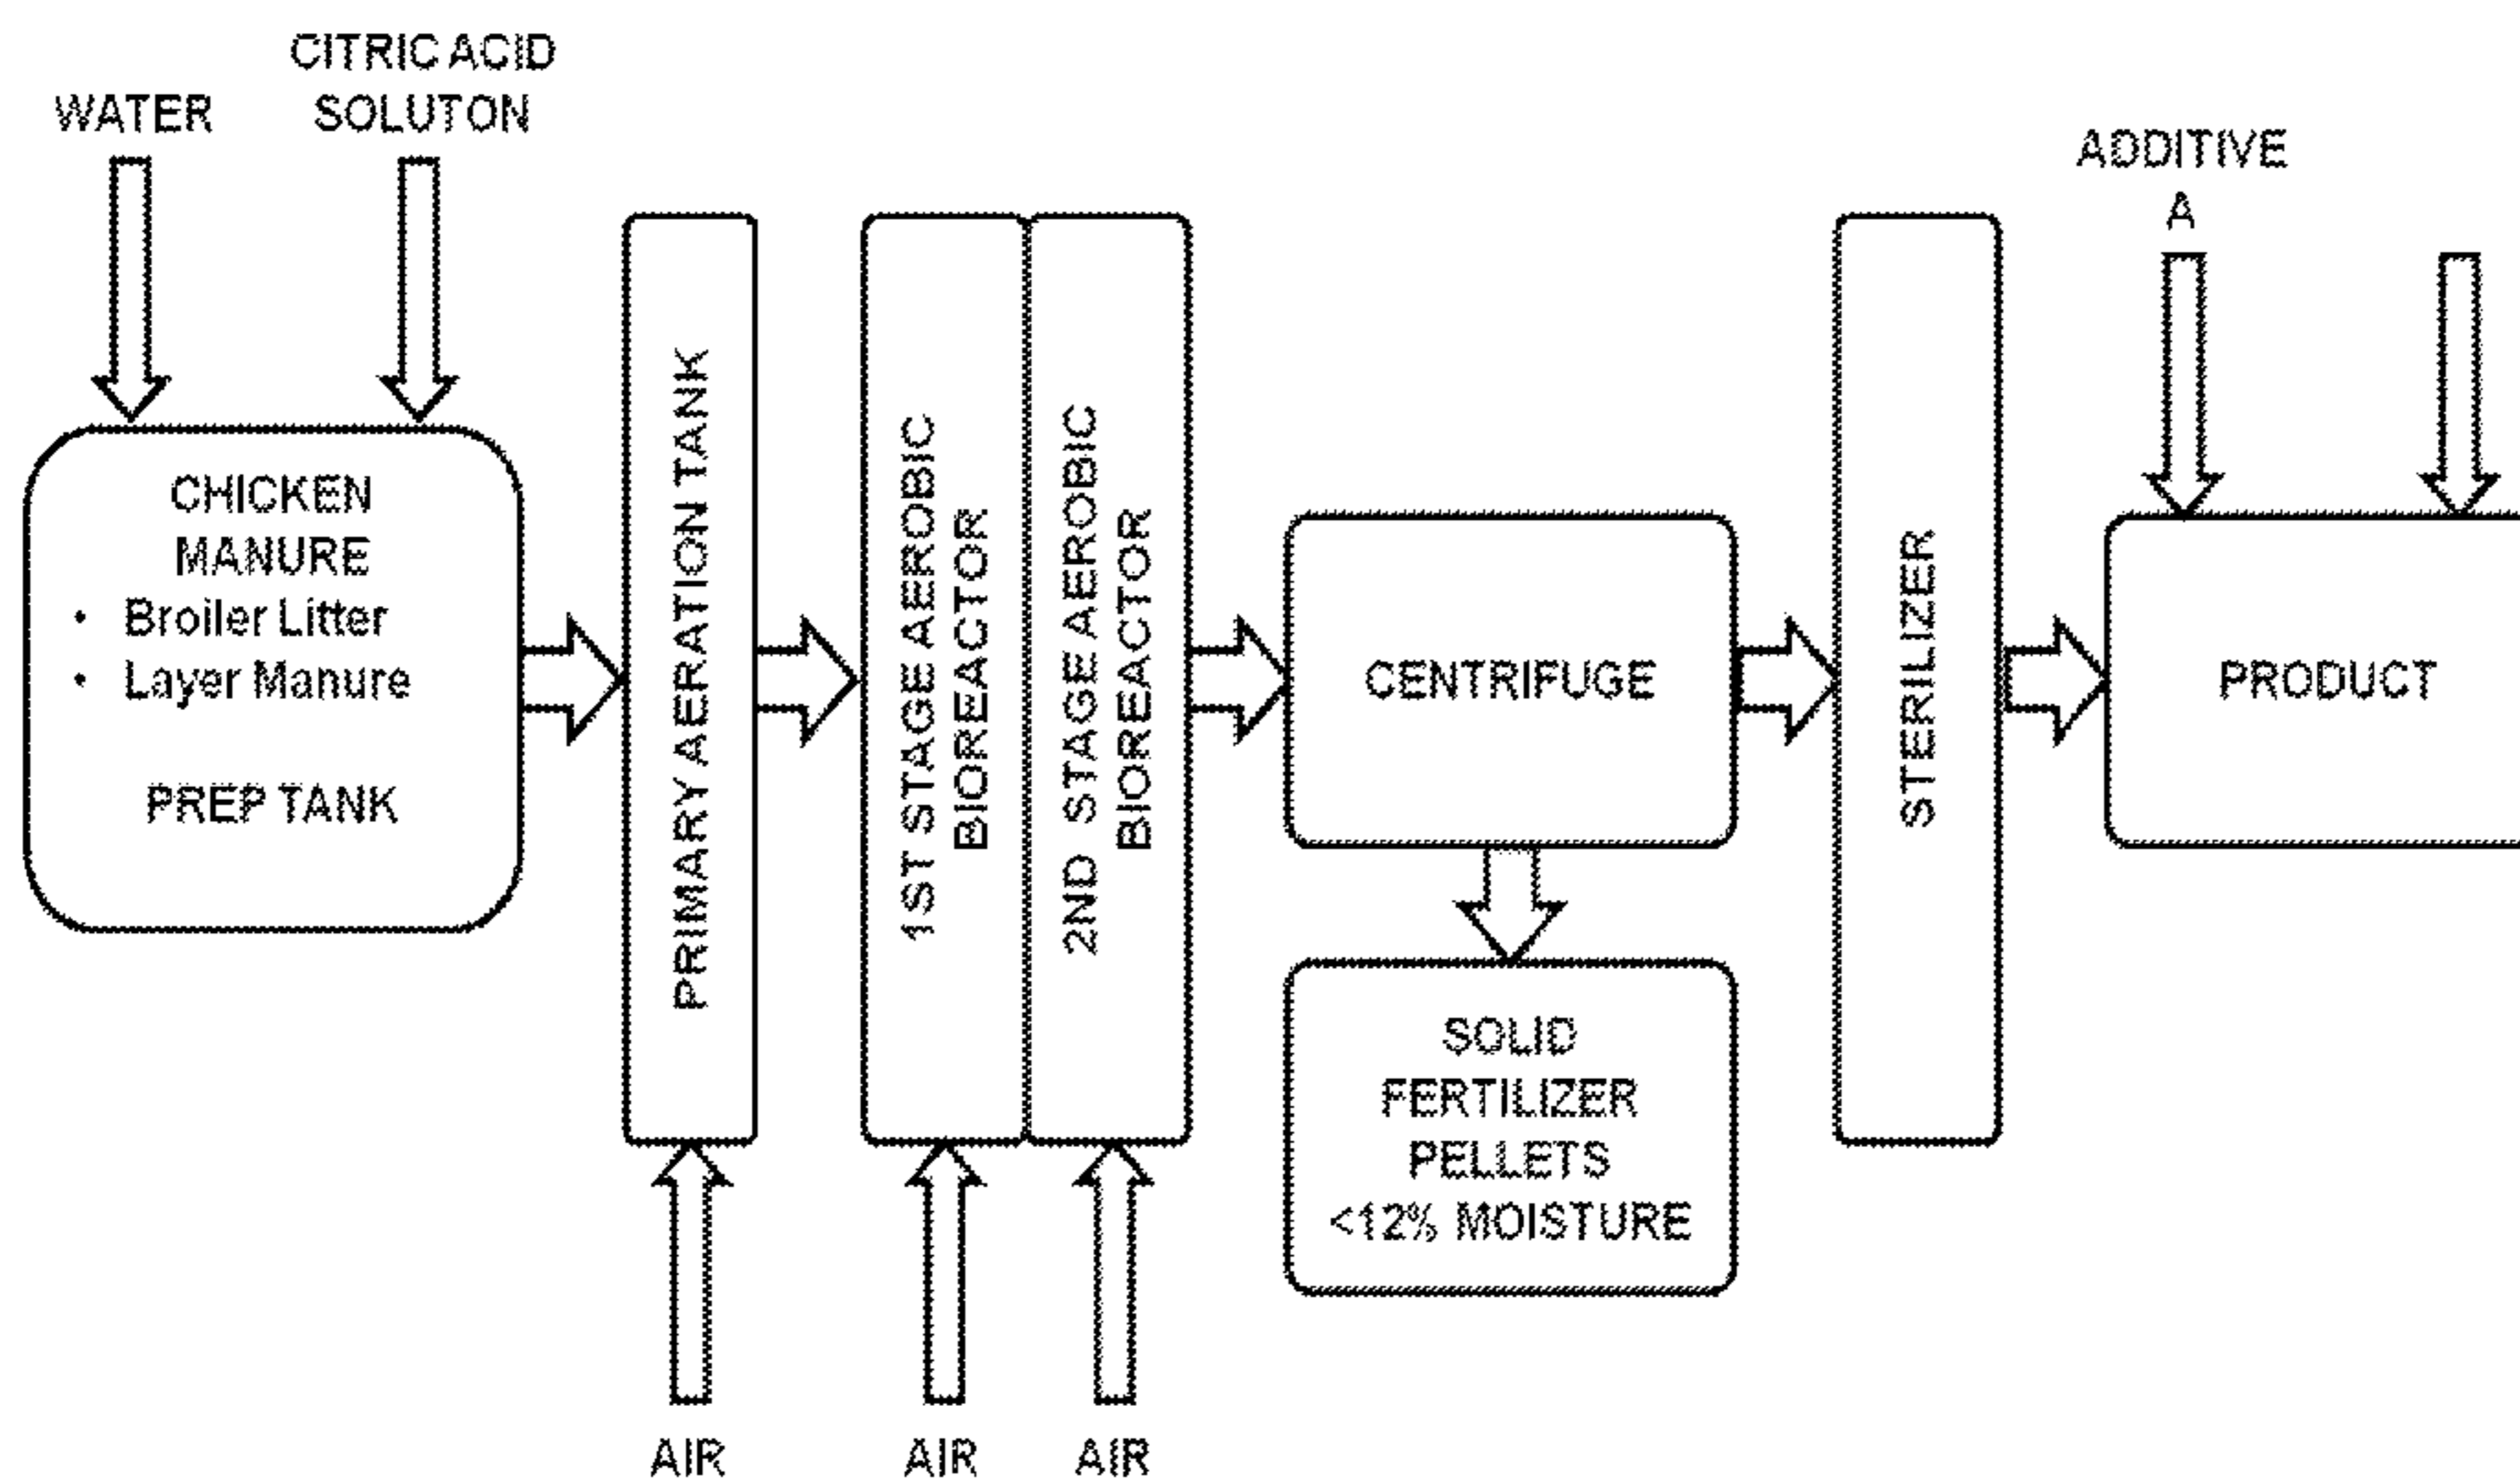 CITRIC ACID
WATER
SOLUTON
ADDITIVE
A
CHICKEN
MANURE
• Broiler Litter
• Layer Manure
PREP TANK
PRIMARY AERATION TANK
1ST STAGE AEROBIC
BIOREACTOR
2ND STAGE AEROBIC
BIOREACTOR
CENTRIFUGE
SOLID
FERTILIZER
PELLETS
<12% MOISTURE
STERILIZER
PRODUCT
AIR
AIR
AIR